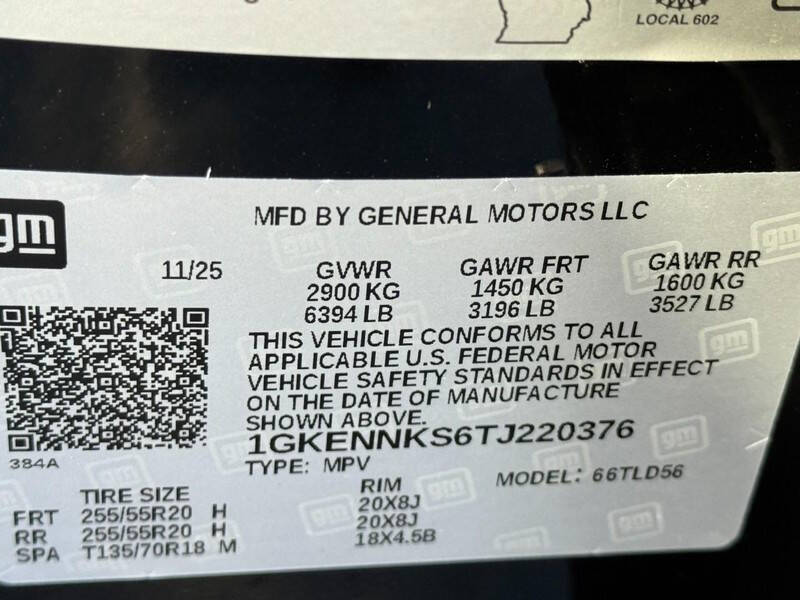 LOCAL 602
gm
MFD BY GENERAL MOTORS LLC
11/25
GVWR GAWR FRT GAWR RR
2900 KG 1450 KG 1600 KG
6394 LB 3196 LB 3527 LB
THIS VEHICLE CONFORMS TO ALL
APPLICABLE U.S. FEDERAL MOTOR
VEHICLE SAFETY STANDARDS IN EFFECT
ON THE DATE OF MANUFACTURE
SHOWN ABOVE.
1GKENNKS6TJ220376
384A
TYPE: MPV MODEL: 66TLD56
TIRE SIZE RIM
FRT 255/55R20 H 20X8J
RR 255/55R20 H 20X8J
SPA T135/70R18 M 18X4.5B